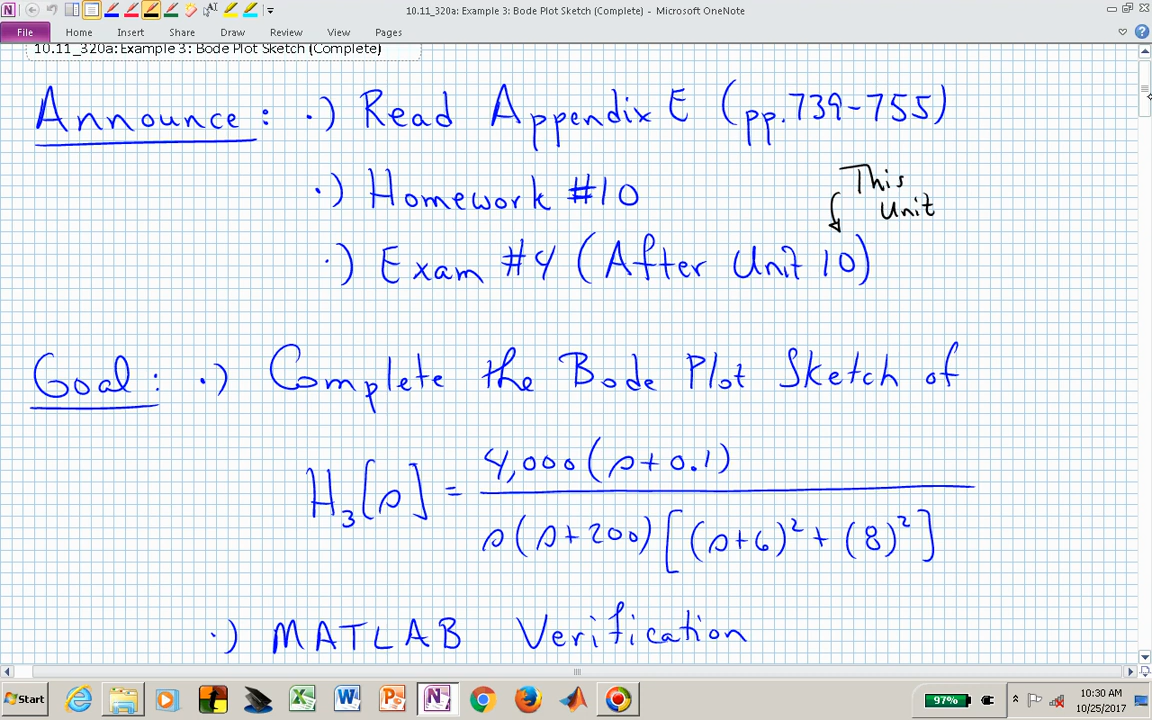 10.11_320a: Example 3: Bode Plot Sketch (Complete) - Microsoft OneNote
File Home Insert Share Draw Review View Pages
10.11_320a: Example 3: Bode Plot Sketch (Complete)
Announce: ·) Read Appendix E (pp.739-755)
·) Homework #10
This
Unit
·) Exam #4 (After Unit 10)
Goal: ·) Complete the Bode Plot Sketch of
4,000(s+0.1)
H₃[s] =
s(s+200)[(s+6)²+(8)²]
·) MATLAB Verification
Start
97%
10:30 AM
10/25/2017